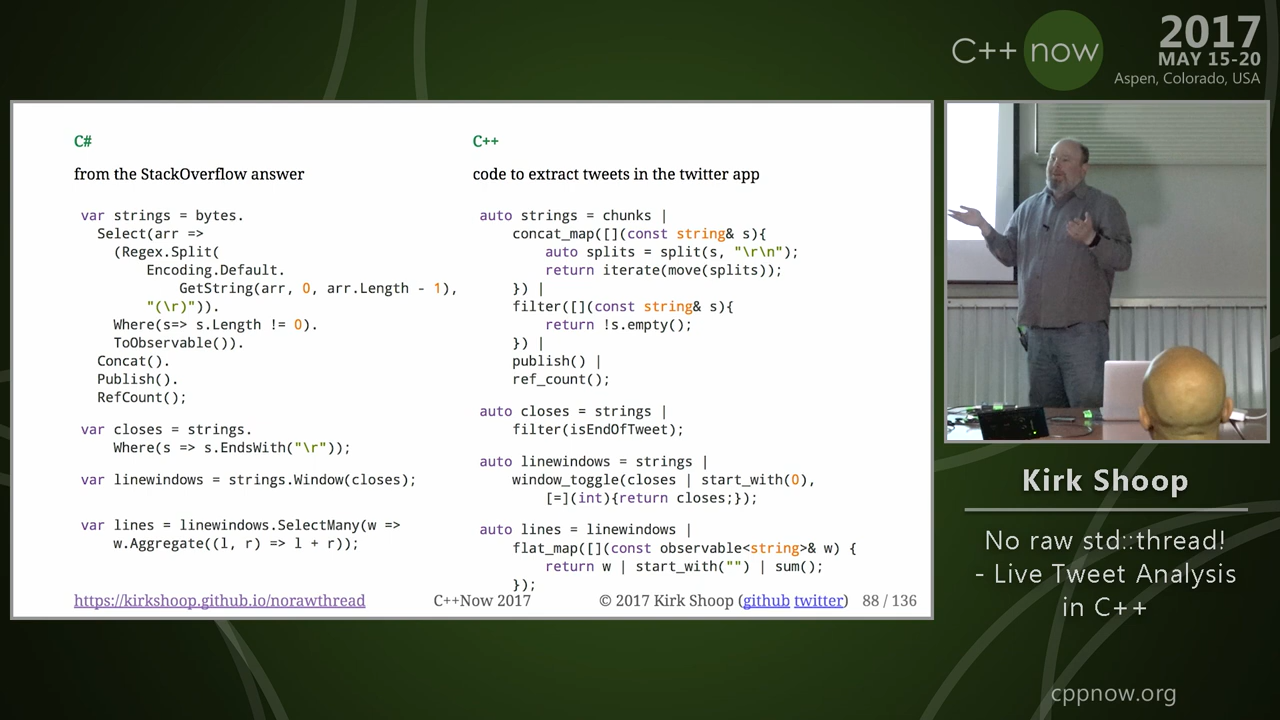 C++ now
2017
MAY 15-20
Aspen, Colorado, USA
C#
from the StackOverflow answer
var strings = bytes.
Select(arr =>
(Regex.Split(
Encoding.Default.
GetString(arr, 0, arr.Length - 1),
"(\r)")).
Where(s=> s.Length != 0).
ToObservable()).
Concat().
Publish().
RefCount();
var closes = strings.
Where(s => s.EndsWith("\r"));
var linewindows = strings.Window(closes);
var lines = linewindows.SelectMany(w =>
w.Aggregate((l, r) => l + r));
C++
code to extract tweets in the twitter app
auto strings = chunks |
concat_map([](const string& s){
auto splits = split(s, "\r\n");
return iterate(move(splits));
}) |
filter([](const string& s){
return !s.empty();
}) |
publish() |
ref_count();
auto closes = strings |
filter(isEndOfTweet);
auto linewindows = strings |
window_toggle(closes | start_with(0),
[=](int){return closes;});
auto lines = linewindows |
flat_map([](const observable<string>& w) {
return w | start_with("") | sum();
});
https://kirkshoop.github.io/norawthread C++Now 2017 © 2017 Kirk Shoop (github twitter) 88 / 136
Kirk Shoop
No raw std::thread!
- Live Tweet Analysis
in C++
cppnow.org